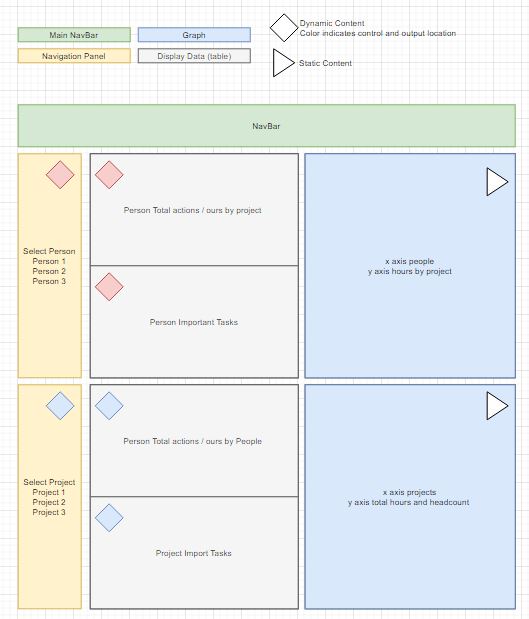 Main NavBar
Graph
Dynamic Content
Color indicates control and output location
Navigation Panel
Display Data (table)
Static Content
NavBar
Select Person
Person 1
Person 2
Person 3
Person Total actions / ours by project
Person Important Tasks
x axis people
y axis hours by project
Select Project
Project 1
Project 2
Project 3
Person Total actions / ours by People
Project Import Tasks
x axis projects
y axis total hours and headcount